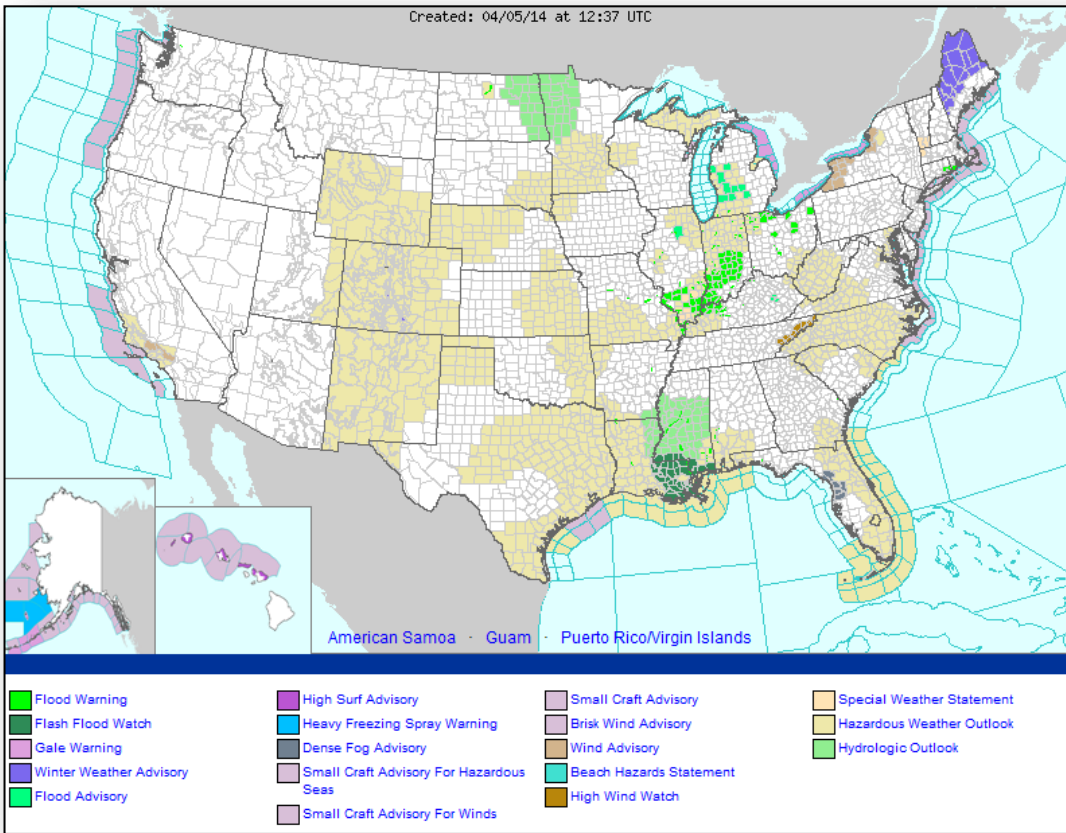 Created: 04/05/14 at 12:37 UTC
American Samoa · Guam · Puerto Rico/Virgin Islands
Flood Warning
Flash Flood Watch
Gale Warning
Winter Weather Advisory
Flood Advisory
High Surf Advisory
Heavy Freezing Spray Warning
Dense Fog Advisory
Small Craft Advisory For Hazardous
Seas
Small Craft Advisory For Winds
Small Craft Advisory
Brisk Wind Advisory
Wind Advisory
Beach Hazards Statement
High Wind Watch
Special Weather Statement
Hazardous Weather Outlook
Hydrologic Outlook